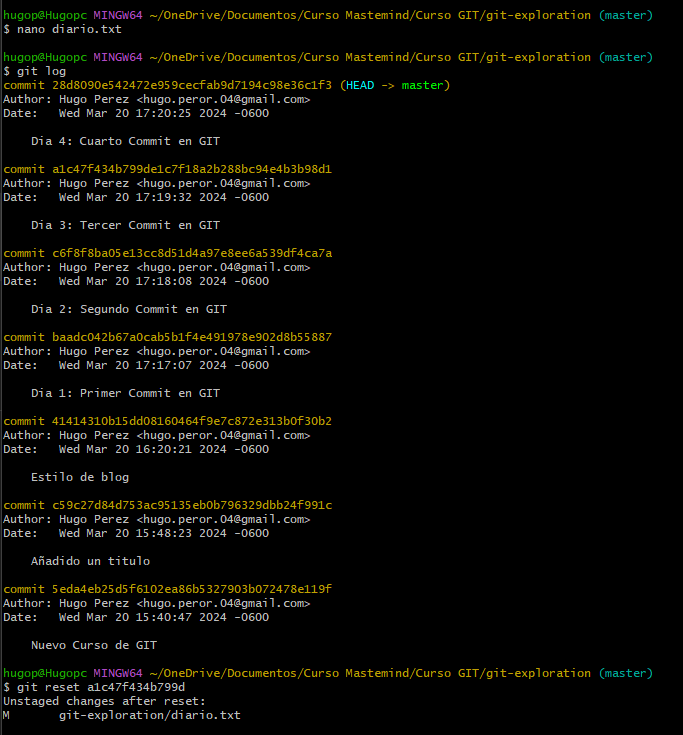 hugop@Hugopc MINGW64 ~/OneDrive/Documentos/Curso Mastemind/Curso GIT/git-exploration (master)
$ nano diario.txt
hugop@Hugopc MINGW64 ~/OneDrive/Documentos/Curso Mastemind/Curso GIT/git-exploration (master)
$ git log
commit 28d8090e542472e959cecfab9d7194c98e36c1f3 (HEAD -> master)
Author: Hugo Perez <hugo.peror.04@gmail.com>
Date:   Wed Mar 20 17:20:25 2024 -0600
    Dia 4: Cuarto Commit en GIT
commit a1c47f434b799de1c7f18a2b288bc94e4b3b98d1
Author: Hugo Perez <hugo.peror.04@gmail.com>
Date:   Wed Mar 20 17:19:32 2024 -0600
    Dia 3: Tercer Commit en GIT
commit c6f8f8ba05e13cc8d51d4a97e8ee6a539df4ca7a
Author: Hugo Perez <hugo.peror.04@gmail.com>
Date:   Wed Mar 20 17:18:08 2024 -0600
    Dia 2: Segundo Commit en GIT
commit baadc042b67a0cab5b1f4e491978e902d8b55887
Author: Hugo Perez <hugo.peror.04@gmail.com>
Date:   Wed Mar 20 17:17:07 2024 -0600
    Dia 1: Primer Commit en GIT
commit 41414310b15dd08160464f9e7c872e313b0f30b2
Author: Hugo Perez <hugo.peror.04@gmail.com>
Date:   Wed Mar 20 16:20:21 2024 -0600
    Estilo de blog
commit c59c27d84d753ac95135eb0b796329dbb24f991c
Author: Hugo Perez <hugo.peror.04@gmail.com>
Date:   Wed Mar 20 15:48:23 2024 -0600
    Añadido un titulo
commit 5eda4eb25d5f6102ea86b5327903b072478e119f
Author: Hugo Perez <hugo.peror.04@gmail.com>
Date:   Wed Mar 20 15:40:47 2024 -0600
    Nuevo Curso de GIT
hugop@Hugopc MINGW64 ~/OneDrive/Documentos/Curso Mastemind/Curso GIT/git-exploration (master)
$ git reset a1c47f434b799d
Unstaged changes after reset:
M       git-exploration/diario.txt